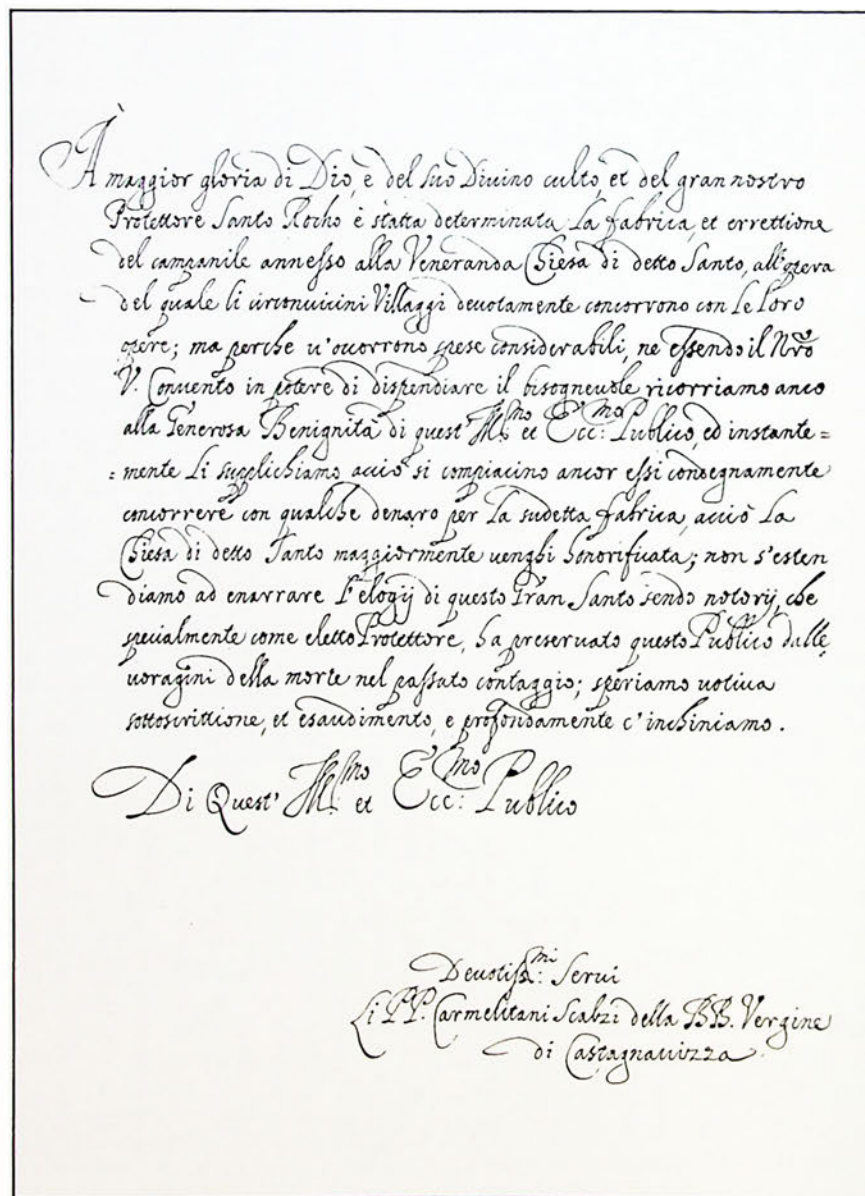 À maggior gloria di Dio, e del suo Divino culto, et del gran nostro
Protettore Santo Rocho è statta determinata la fabrica, et errettione
del campanile annesso alla Veneranda Chiesa di detto Santo, all'opera
del quale li circonvicini Villaggi devotamente concorrono con le loro
opere; ma perche v'occorrono spese considerabili, ne essendo il Nrõ
V. Convento in potere di dispendiare il bisognevole ricorriamo anco
alla Generosa Benignità di quest' Ill:mo et Ecc:mo Publico, ed instante=
=mente li supplichiamo acciò si compiacino ancor essi condegnamente
concorrere con qualche denaro per la sudetta fabrica, acciò la
Chiesa di detto Santo maggiormente venghi honorificata; non s'esten
diamo ad enarrare l'elogij di questo Gran Santo sendo notorij, che
specialmente come eletto Protettore, ha preservato questo Publico dalle
voragini della morte nel passato contaggio; speriamo votiva
sottoscrittione, et esaudimento, e profondamente c'inchiniamo.
Di Quest' Ill:mo et Ecc:mo Publico
Devotiss:mi Servi
Li PP. Carmelitani Scalzi della BB. Vergine
di Castagnavizza